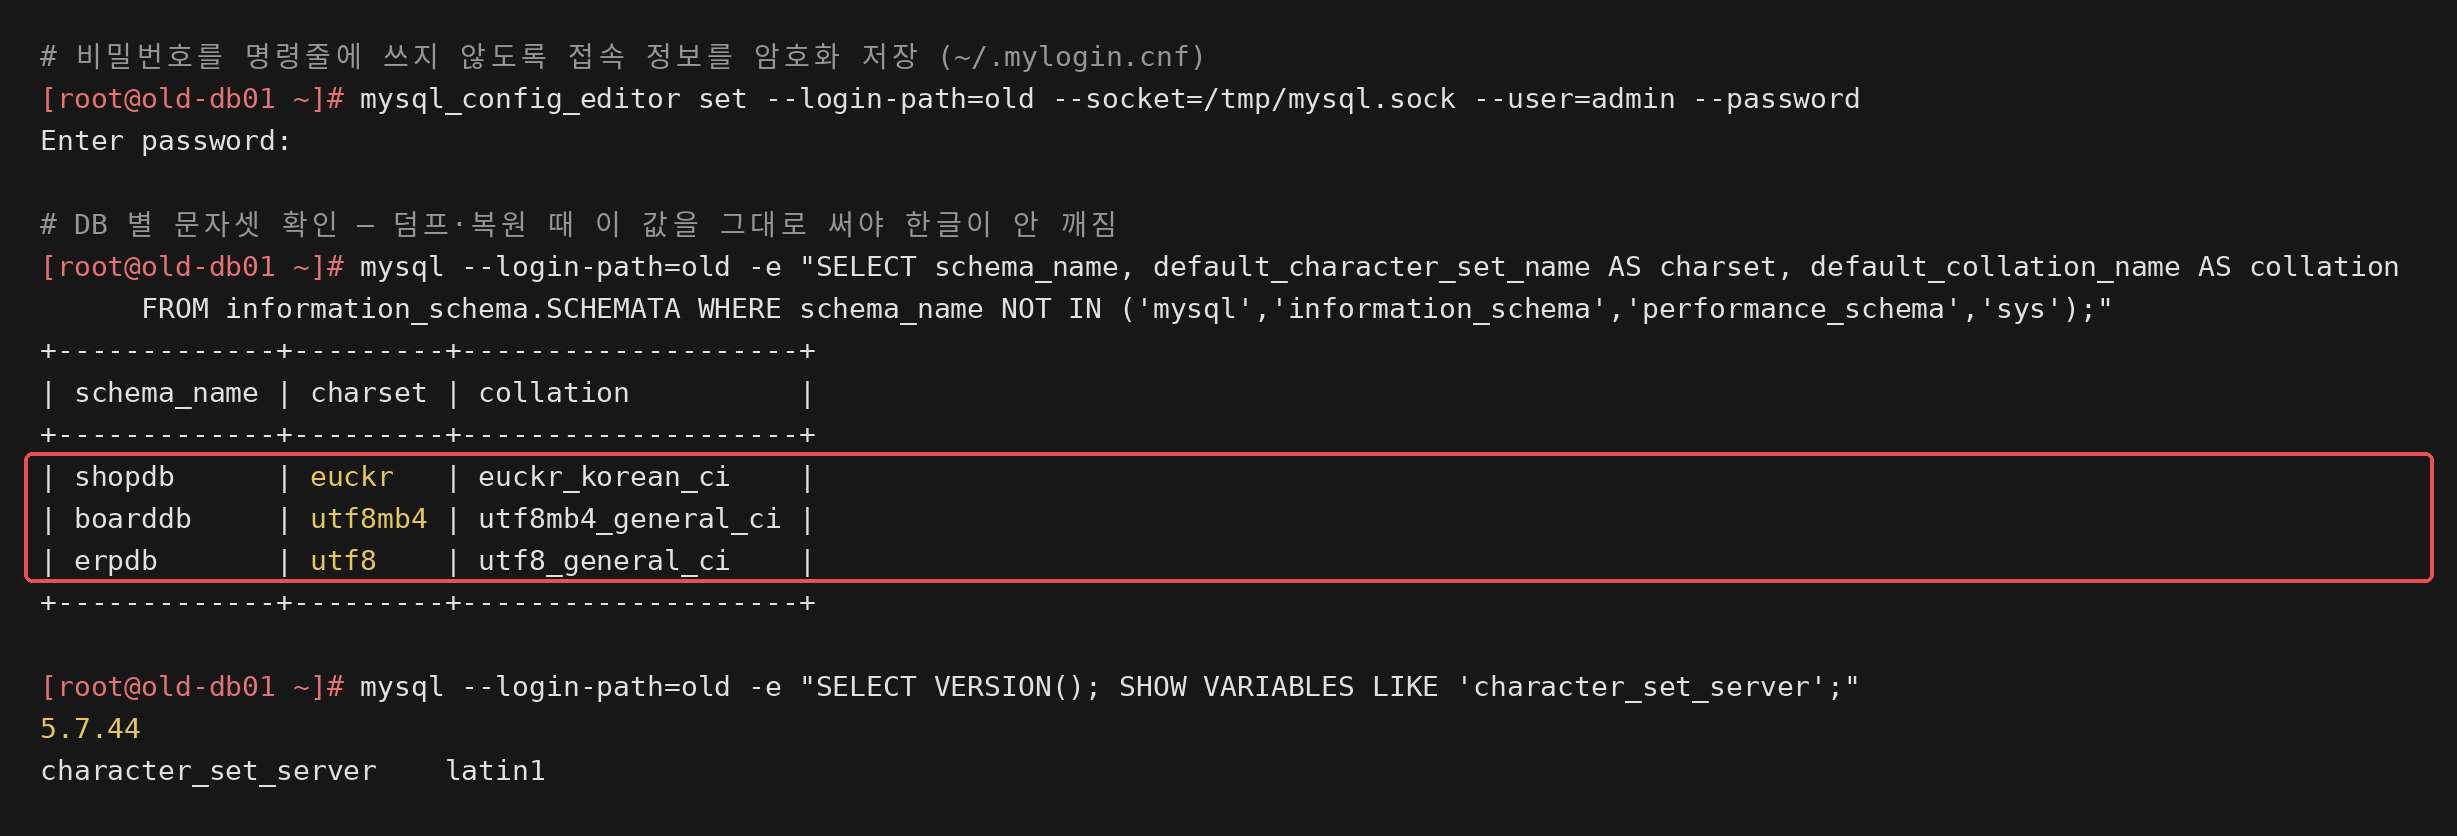 # 비밀번호를 명령줄에 쓰지 않도록 접속 정보를 암호화 저장 (~/.mylogin.cnf)
[root@old-db01 ~]# mysql_config_editor set --login-path=old --socket=/tmp/mysql.sock --user=admin --password
Enter password:
# DB 별 문자셋 확인 — 덤프·복원 때 이 값을 그대로 써야 한글이 안 깨짐
[root@old-db01 ~]# mysql --login-path=old -e "SELECT schema_name, default_character_set_name AS charset, default_collation_name AS collation
      FROM information_schema.SCHEMATA WHERE schema_name NOT IN ('mysql','information_schema','performance_schema','sys');"
+-------------+---------+--------------------+
| schema_name | charset | collation          |
+-------------+---------+--------------------+
| shopdb      | euckr   | euckr_korean_ci    |
| boarddb     | utf8mb4 | utf8mb4_general_ci |
| erpdb       | utf8    | utf8_general_ci    |
+-------------+---------+--------------------+
[root@old-db01 ~]# mysql --login-path=old -e "SELECT VERSION(); SHOW VARIABLES LIKE 'character_set_server';"
5.7.44
character_set_server    latin1